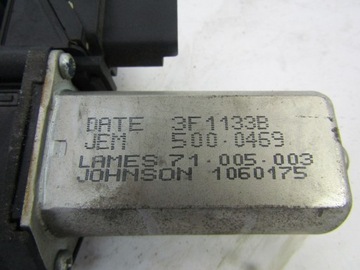 DATE 3F1133B
JEM 500.0469
LAMES 71.005.003
JOHNSON 1060175